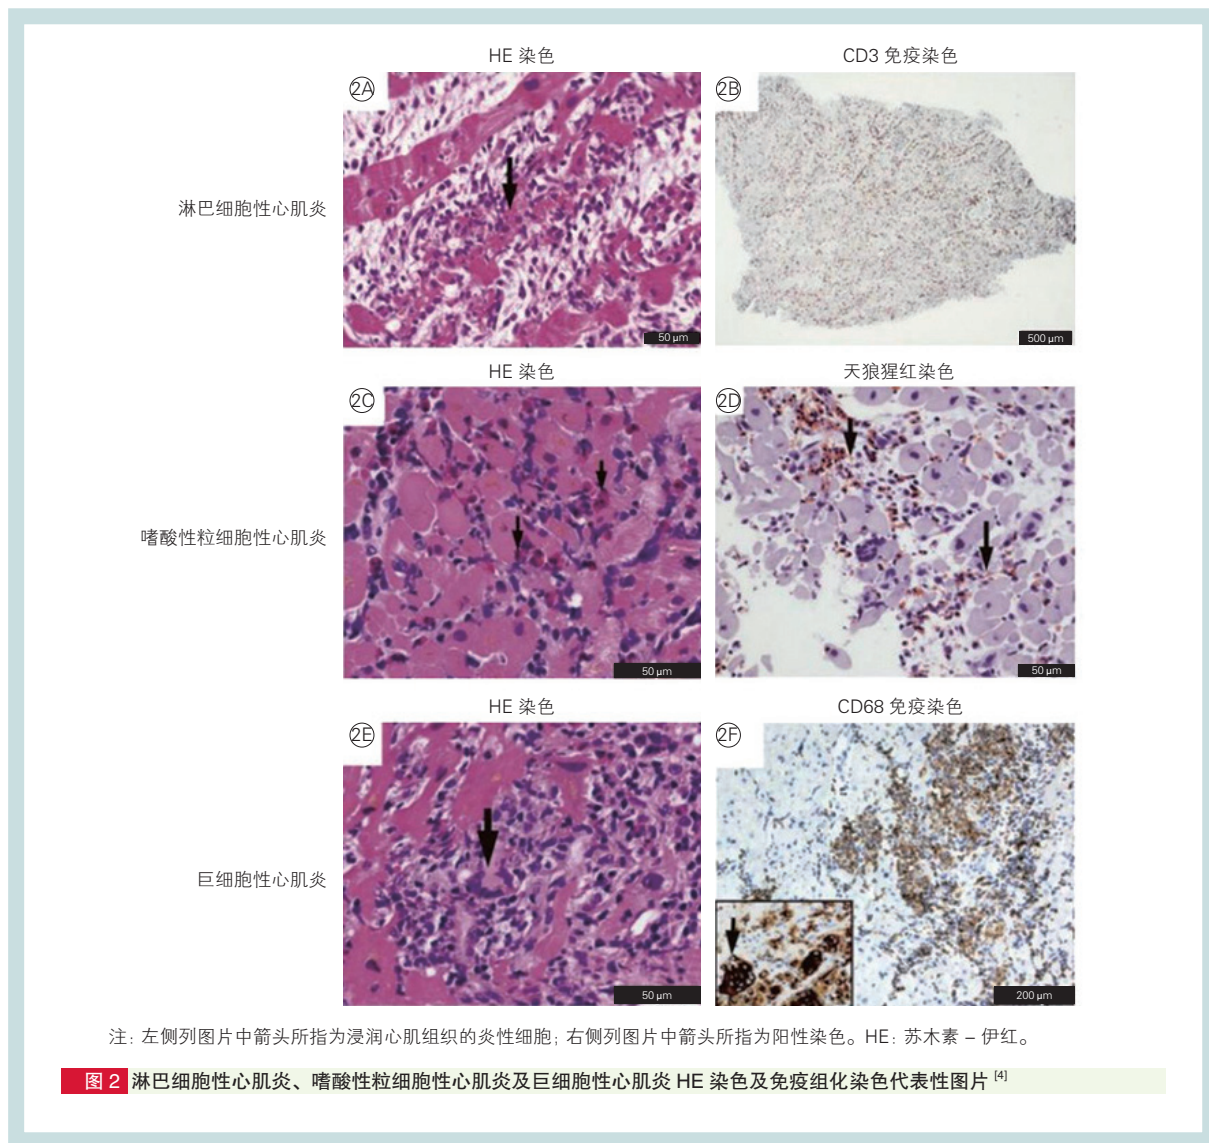 HE 染色
CD3 免疫染色
2A
2B
淋巴细胞性心肌炎
50 μm
500 μm
HE 染色
天狼猩红染色
2C
2D
嗜酸性粒细胞性心肌炎
50 μm
50 μm
HE 染色
CD68 免疫染色
2E
2F
巨细胞性心肌炎
50 μm
200 μm
注: 左侧列图片中箭头所指为浸润心肌组织的炎性细胞; 右侧列图片中箭头所指为阳性染色。HE: 苏木素 – 伊红。
图 2 淋巴细胞性心肌炎、嗜酸性粒细胞性心肌炎及巨细胞性心肌炎 HE 染色及免疫组化染色代表性图片 [4]